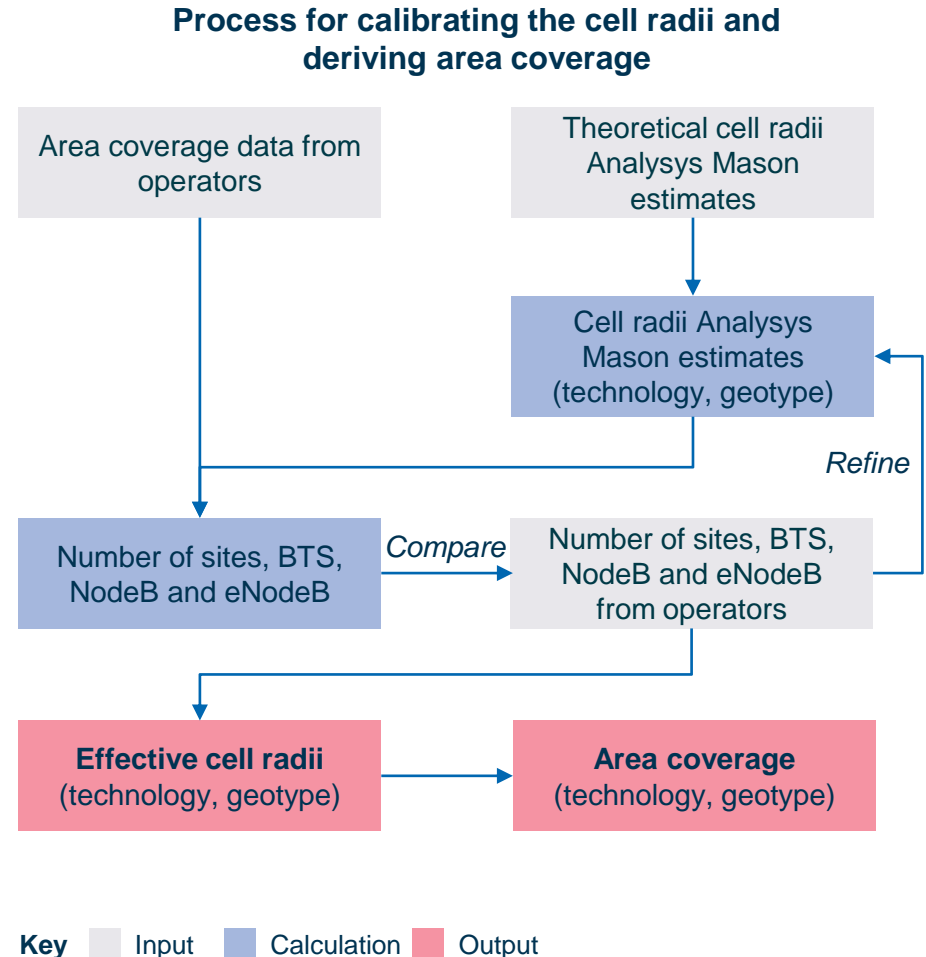 Process for calibrating the cell radii and
deriving area coverage
Area coverage data from
operators
Theoretical cell radii
Analysys Mason
estimates
Cell radii Analysys
Mason estimates
(technology, geotype)
Refine
Number of sites, BTS,
NodeB and eNodeB
Compare
Number of sites, BTS,
NodeB and eNodeB
from operators
Effective cell radii
(technology, geotype)
Area coverage
(technology, geotype)
Key Input Calculation Output